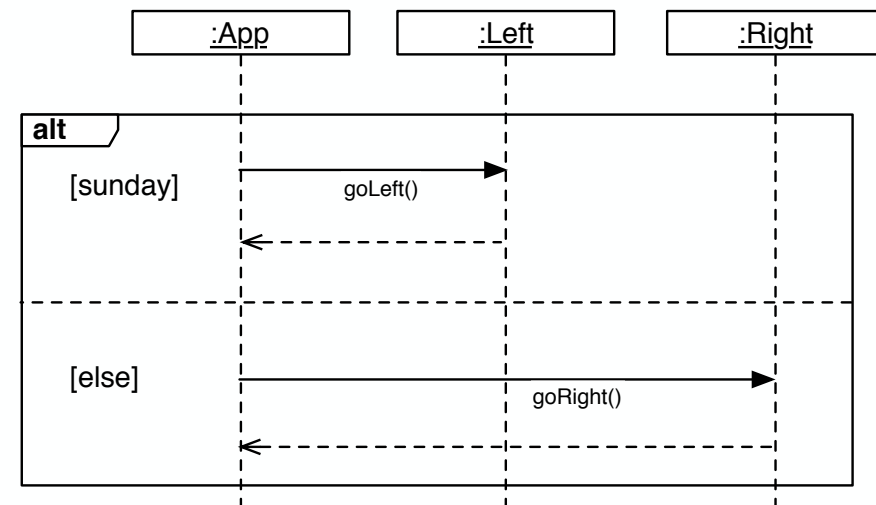 :App :Left :Right
alt
[sunday] goLeft()
[else]
goRight()